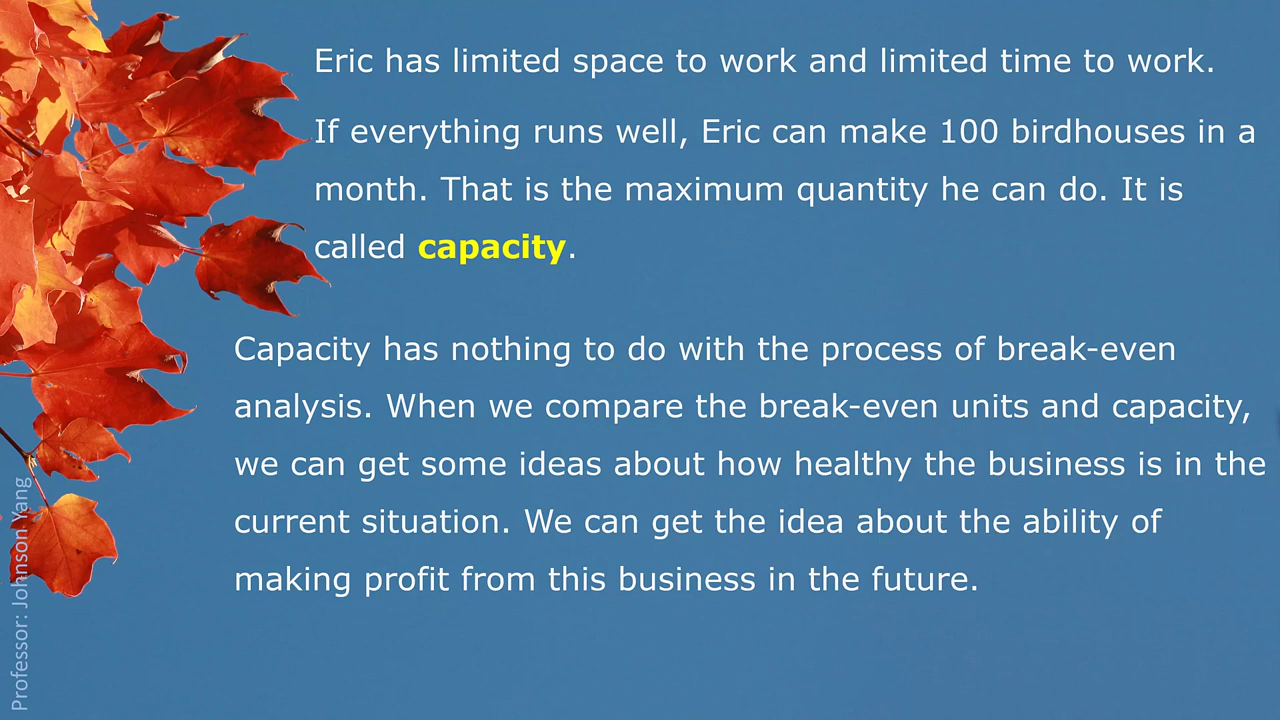 Eric has limited space to work and limited time to work.
If everything runs well, Eric can make 100 birdhouses in a
month. That is the maximum quantity he can do. It is
called capacity.
Capacity has nothing to do with the process of break-even
analysis. When we compare the break-even units and capacity,
we can get some ideas about how healthy the business is in the
current situation. We can get the idea about the ability of
making profit from this business in the future.
Professor: Johnson Yang